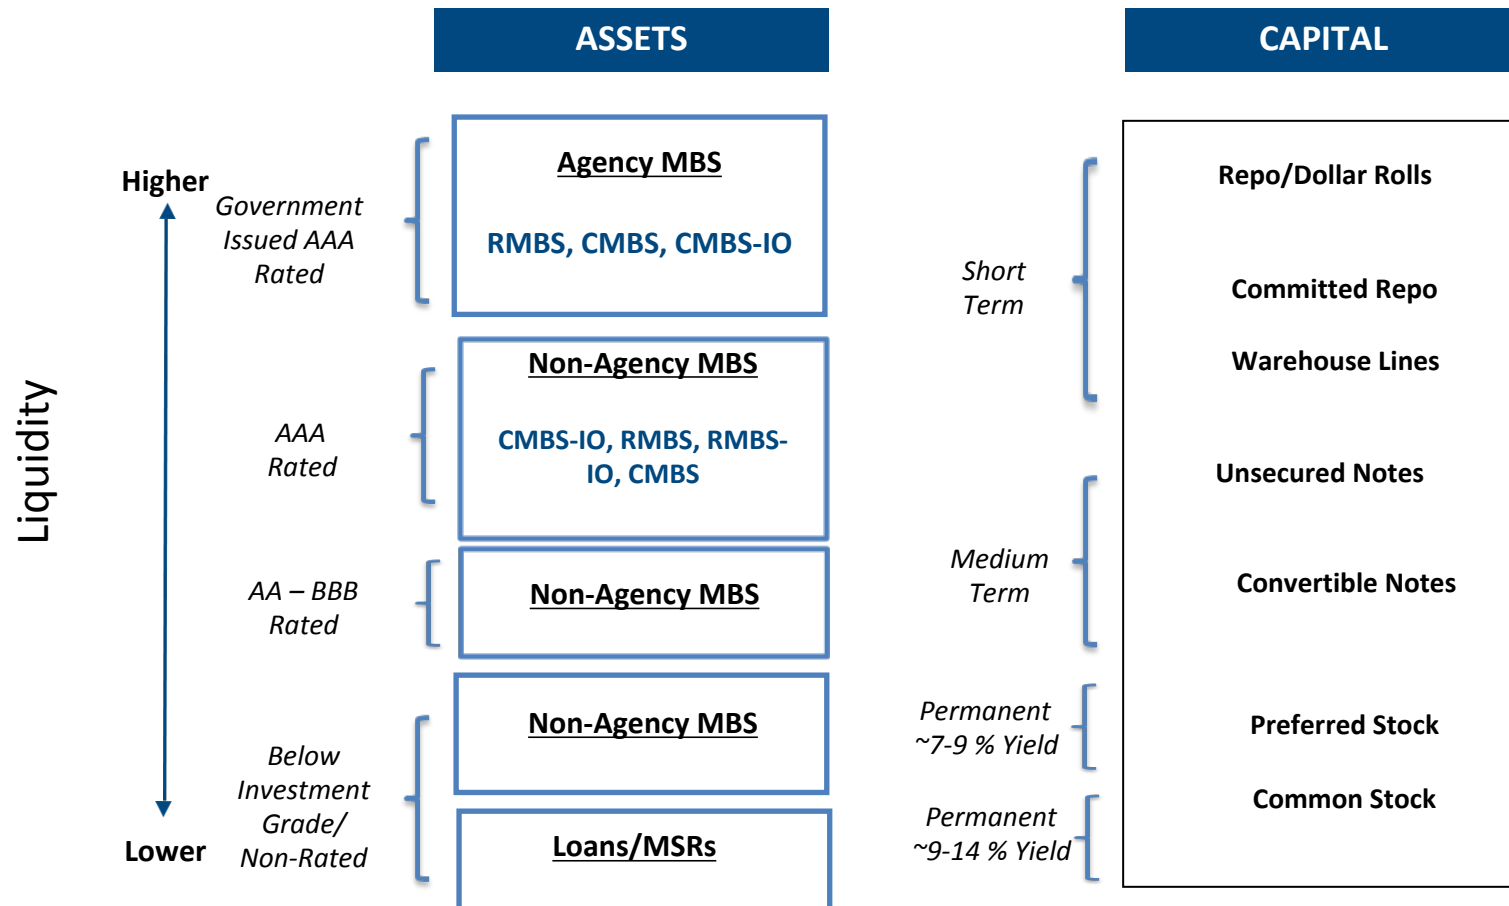 ASSETS
CAPITAL
Liquidity
Higher
Lower
Government
Issued AAA
Rated
Agency MBS
RMBS, CMBS, CMBS-IO
AAA
Rated
Non-Agency MBS
CMBS-IO, RMBS, RMBS-
IO, CMBS
AA – BBB
Rated
Non-Agency MBS
Below
Investment
Grade/
Non-Rated
Non-Agency MBS
Loans/MSRs
Short
Term
Repo/Dollar Rolls
Committed Repo
Warehouse Lines
Medium
Term
Unsecured Notes
Convertible Notes
Permanent
~7-9 % Yield
Preferred Stock
Permanent
~9-14 % Yield
Common Stock